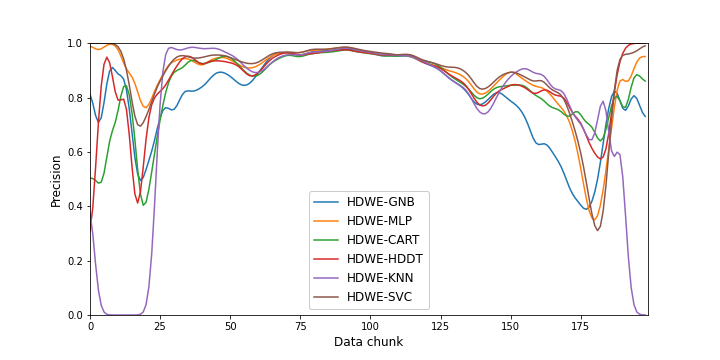 1.0
0.8
0.6
0.4
0.2
0.0
Precision
HDWE-GNB
HDWE-MLP
HDWE-CART
HDWE-HDDT
HDWE-KNN
HDWE-SVC
0 25 50 75 100 125 150 175
Data chunk